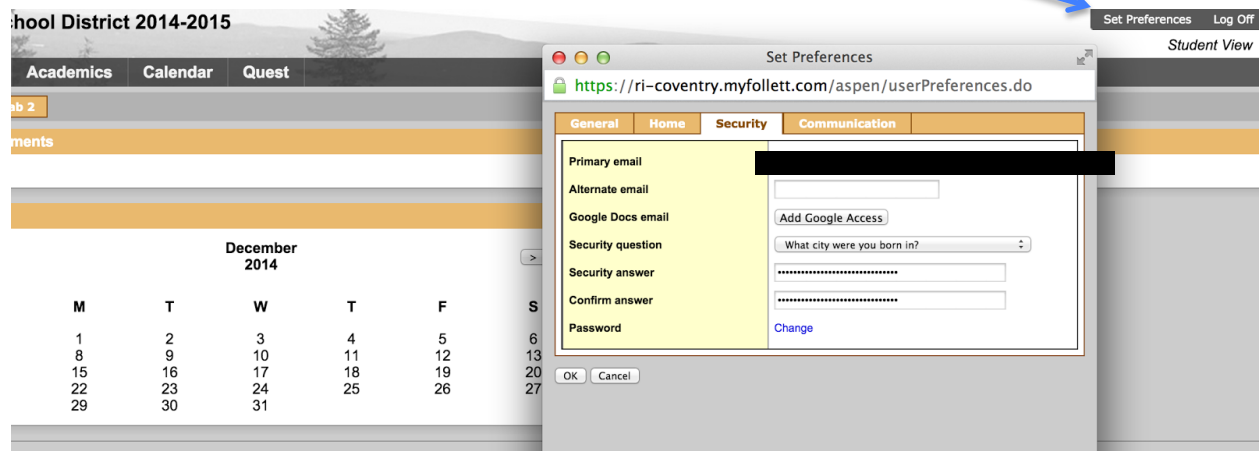 hool District 2014-2015
Set Preferences Log Off
Student View
Academics Calendar Quest
ab 2
ments
December
2014
>
M T W T F S
1 2 3 4 5 6
8 9 10 11 12 13
15 16 17 18 19 20
22 23 24 25 26 27
29 30 31
Set Preferences
https://ri-coventry.myfollett.com/aspen/userPreferences.do
General Home Security Communication
Primary email
Alternate email
Google Docs email Add Google Access
Security question What city were you born in?
Security answer ••••••••••••••••••••••••••••••
Confirm answer ••••••••••••••••••••••••••••••
Password Change
OK Cancel